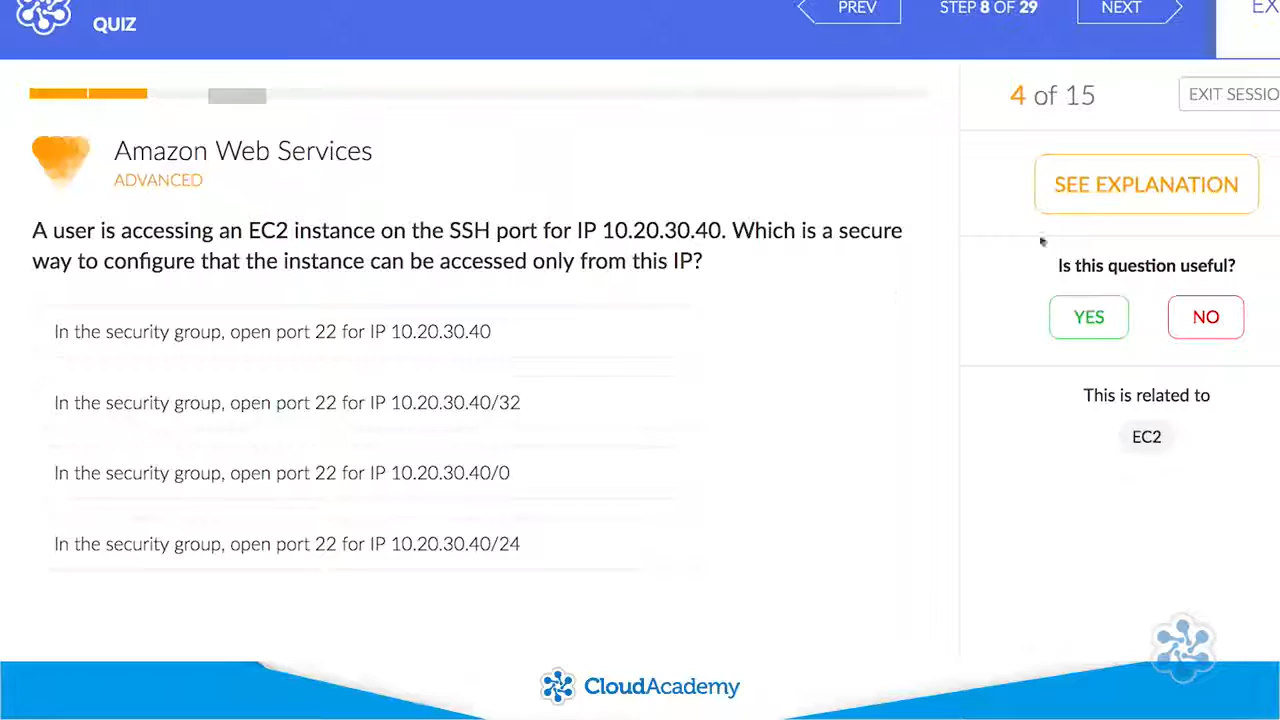 QUIZ
PREV
STEP 8 OF 29
NEXT
4 of 15
Amazon Web Services
ADVANCED
A user is accessing an EC2 instance on the SSH port for IP 10.20.30.40. Which is a secure
way to configure that the instance can be accessed only from this IP?
In the security group, open port 22 for IP 10.20.30.40
In the security group, open port 22 for IP 10.20.30.40/32
In the security group, open port 22 for IP 10.20.30.40/0
In the security group, open port 22 for IP 10.20.30.40/24
EX
EXIT SESSIO
SEE EXPLANATION
Is this question useful?
YES
NO
This is related to
EC2
CloudAcademy